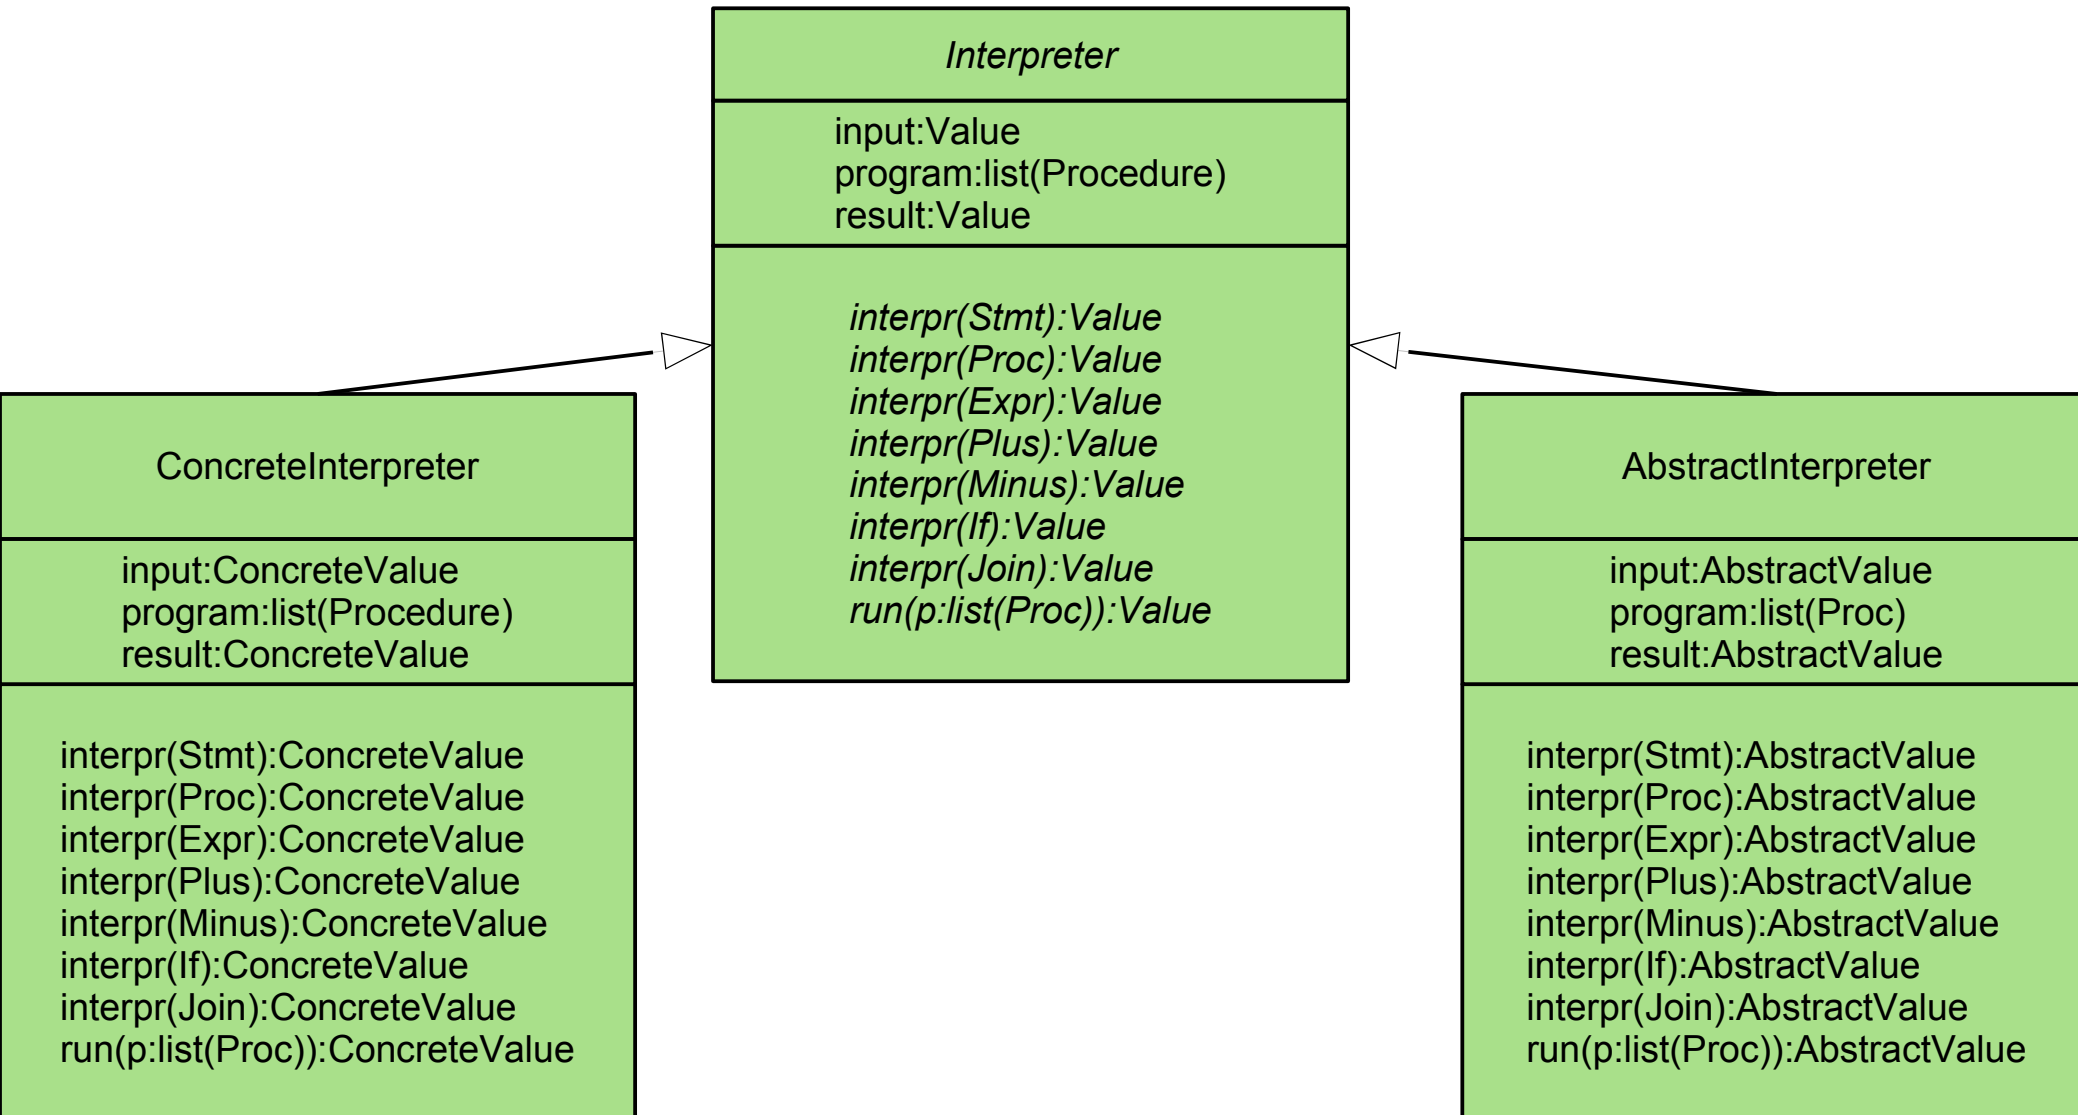 Interpreter
input:Value
program:list(Procedure)
result:Value
interpr(Stmt):Value
interpr(Proc):Value
interpr(Expr):Value
interpr(Plus):Value
interpr(Minus):Value
interpr(If):Value
interpr(Join):Value
run(p:list(Proc)):Value
ConcreteInterpreter
input:ConcreteValue
program:list(Procedure)
result:ConcreteValue
interpr(Stmt):ConcreteValue
interpr(Proc):ConcreteValue
interpr(Expr):ConcreteValue
interpr(Plus):ConcreteValue
interpr(Minus):ConcreteValue
interpr(If):ConcreteValue
interpr(Join):ConcreteValue
run(p:list(Proc)):ConcreteValue
AbstractInterpreter
input:AbstractValue
program:list(Proc)
result:AbstractValue
interpr(Stmt):AbstractValue
interpr(Proc):AbstractValue
interpr(Expr):AbstractValue
interpr(Plus):AbstractValue
interpr(Minus):AbstractValue
interpr(If):AbstractValue
interpr(Join):AbstractValue
run(p:list(Proc)):AbstractValue